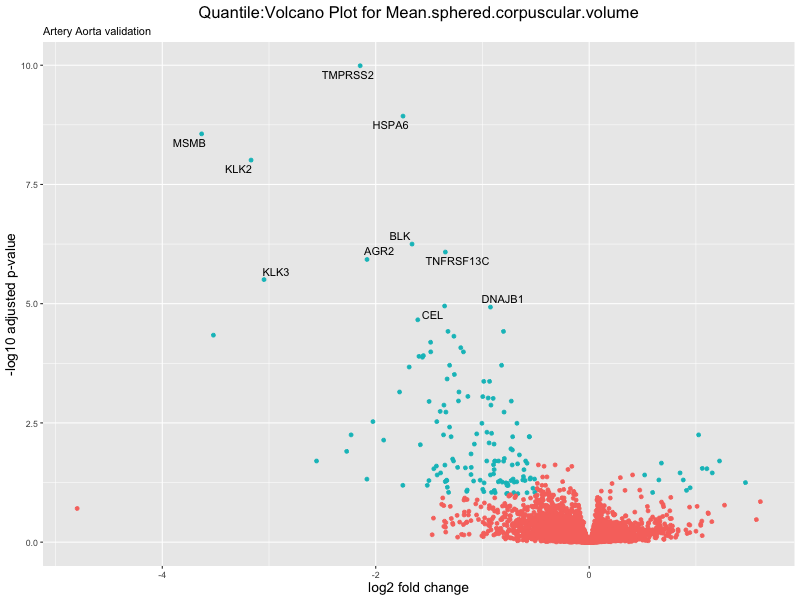 Quantile:Volcano Plot for Mean.sphered.corpuscular.volume
Artery Aorta validation
10.0
TMPRSS2
HSPA6
MSMB
KLK2
7.5
BLK
AGR2
TNFRSF13C
KLK3
5.0
DNAJB1
CEL
2.5
0.0
-log10 adjusted p-value
-4
-2
0
log2 fold change